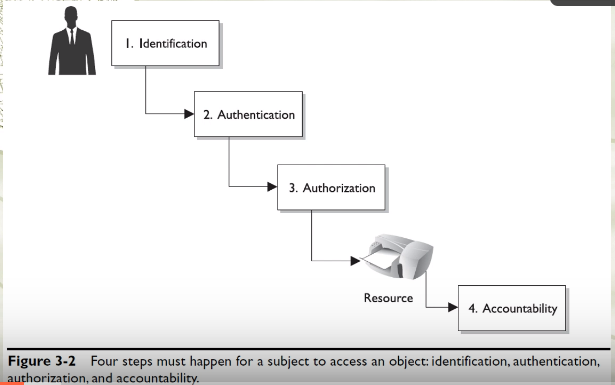 1. Identification
2. Authentication
3. Authorization
Resource
4. Accountability
Figure 3-2 Four steps must happen for a subject to access an object: identification, authentication,
authorization, and accountability.